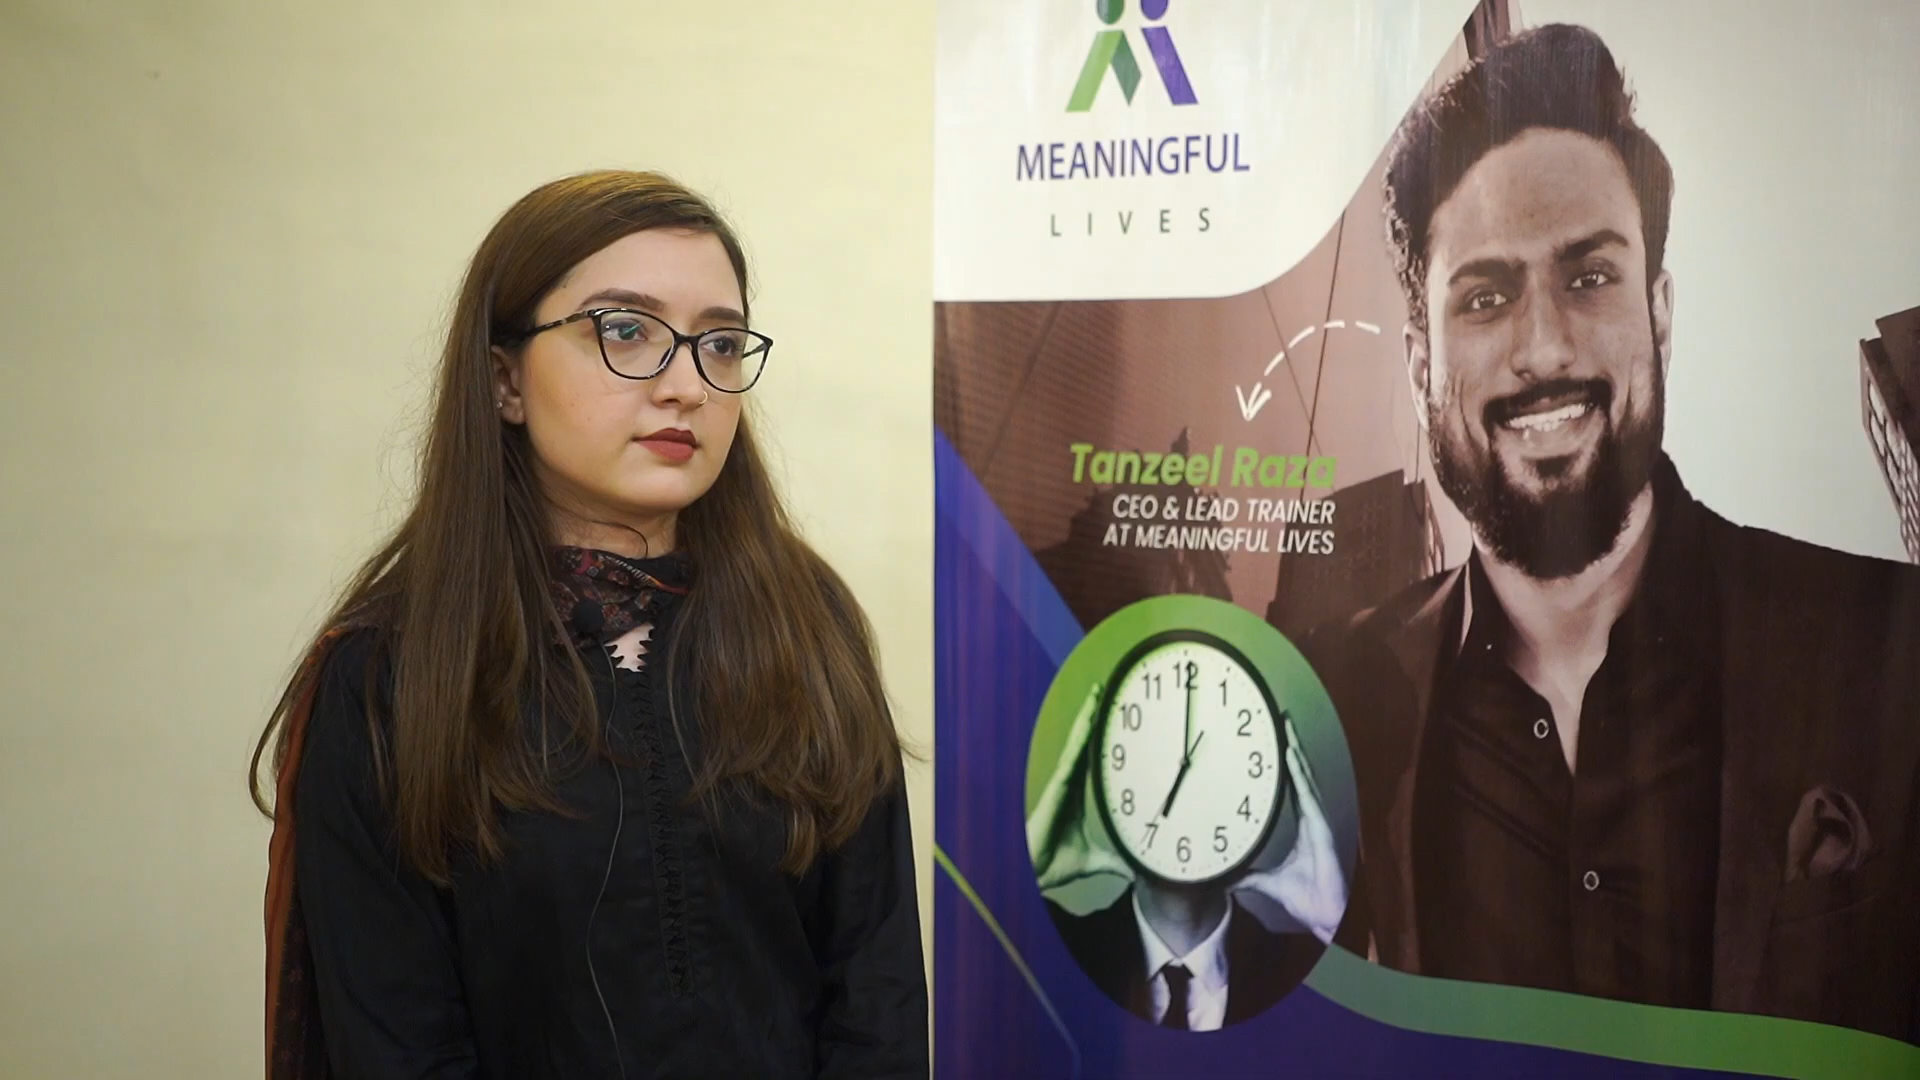 MEANINGFUL
LIVES
Tanzeel Raza
CEO & LEAD TRAINER
AT MEANINGFUL LIVES
12
11 1
10 2
9 3
8 4
7 5
6